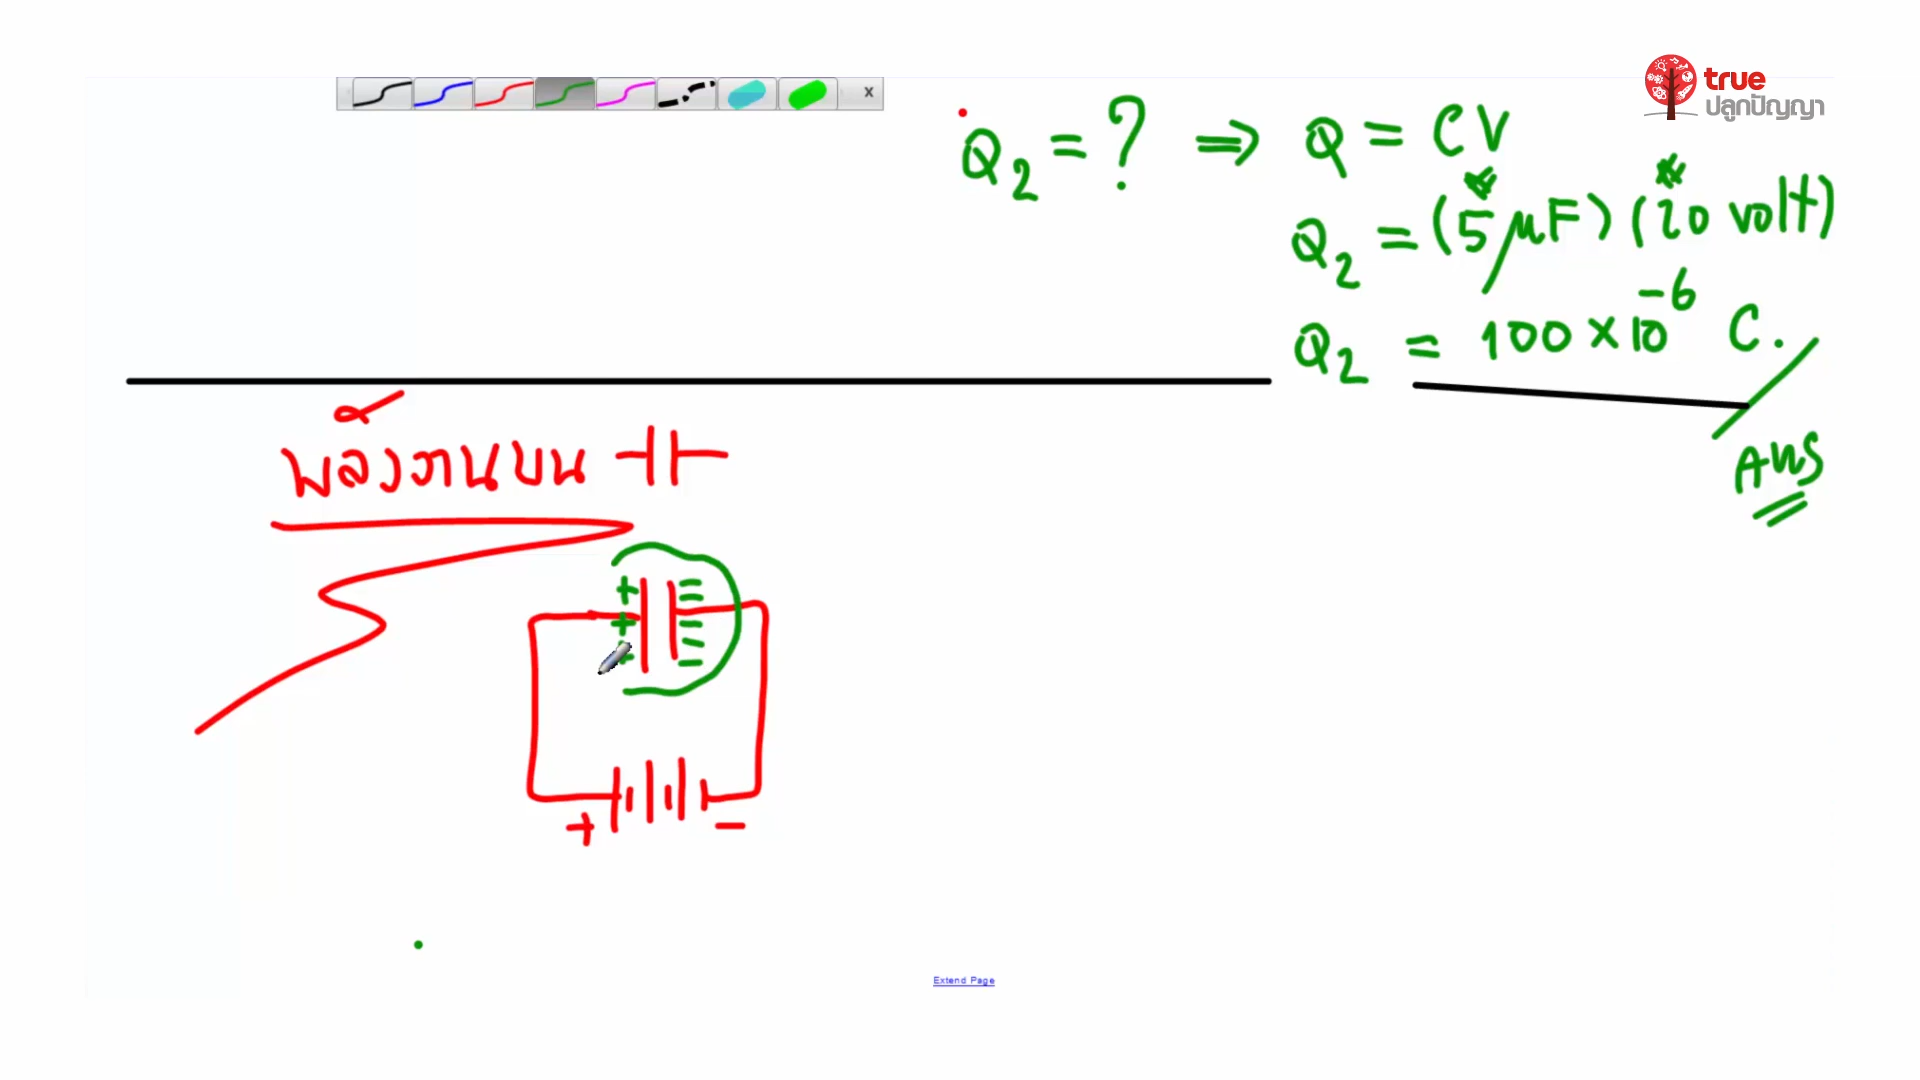 true
ปลูกปัญญา
x
Q2 = ? ⇒ Q = CV
Q2 = (5 μF) (20 volt)
Q2 = 100 × 10^-6 C.
Ans
พลังงานบน
+ =
+ =
+ -
+ -
Extend Page